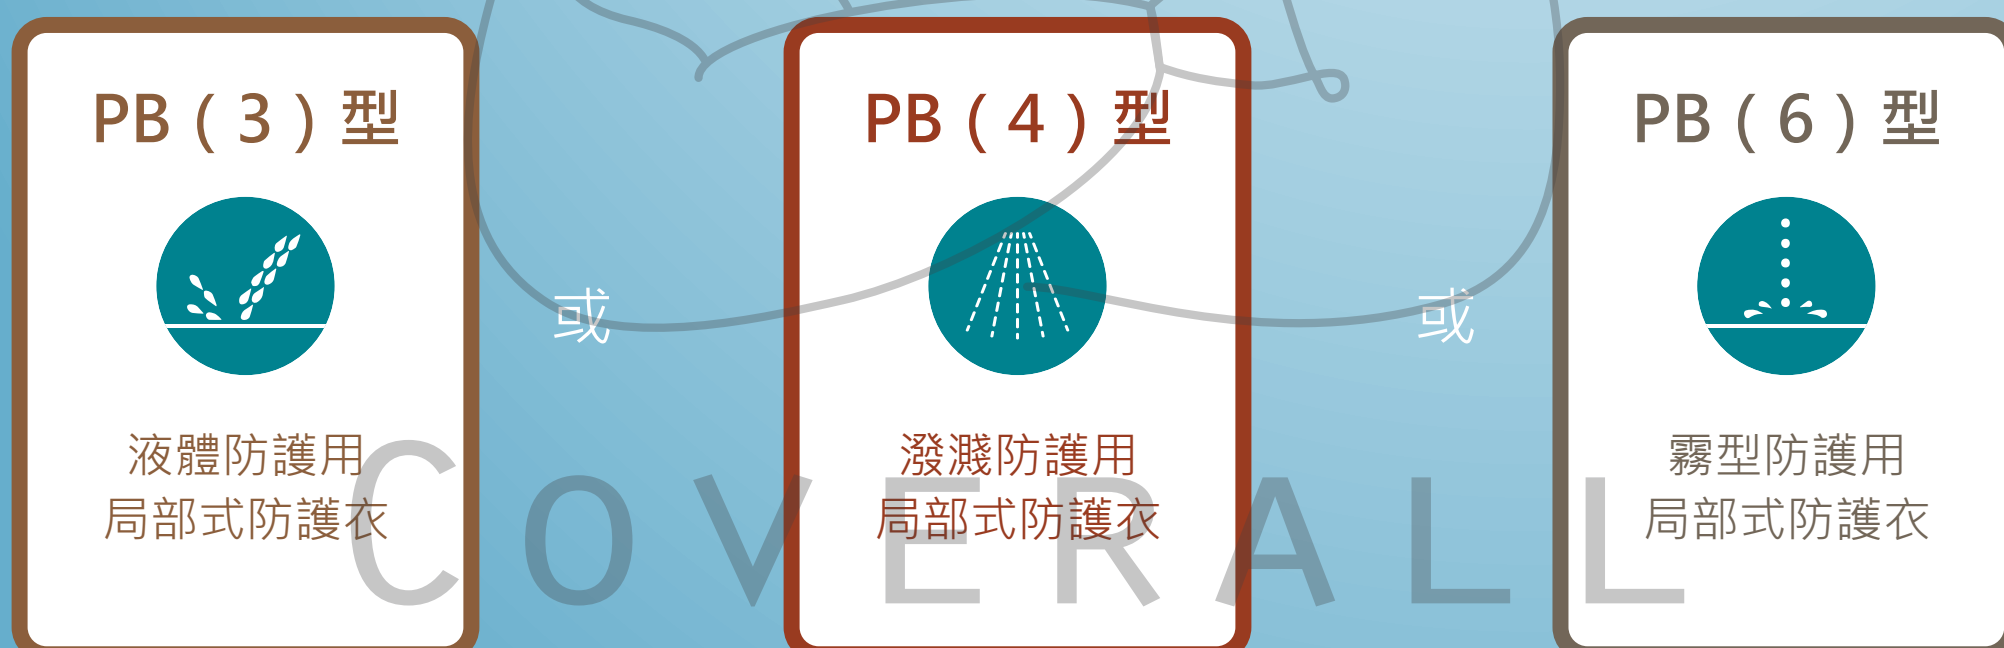 PB(3)型
液體防護用
局部式防護衣
或
PB(4)型
潑濺防護用
局部式防護衣
或
PB(6)型
霧型防護用
局部式防護衣
COVERALL